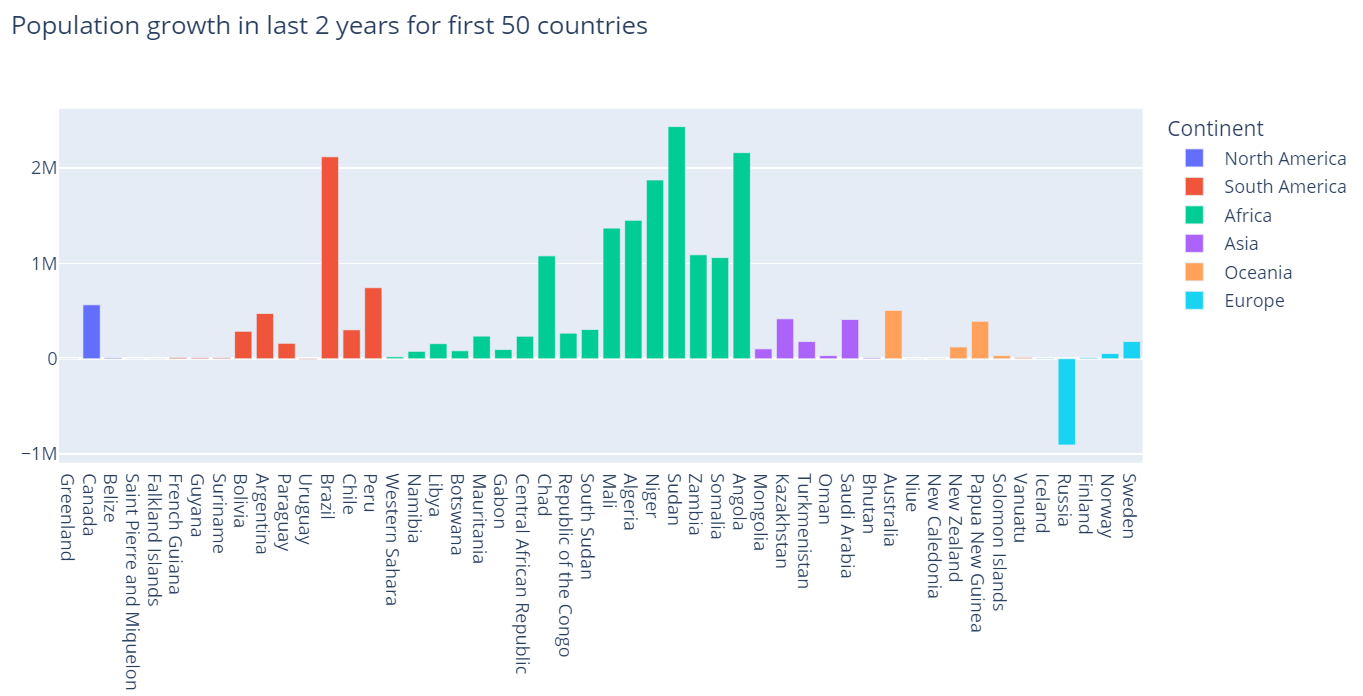 Population growth in last 2 years for first 50 countries
Continent
North America
South America
Africa
Asia
Oceania
Europe
2M
1M
0
−1M
Greenland
Canada
Belize
Saint Pierre and Miquelon
Falkland Islands
French Guiana
Guyana
Suriname
Bolivia
Argentina
Paraguay
Uruguay
Brazil
Chile
Peru
Western Sahara
Namibia
Libya
Botswana
Mauritania
Gabon
Central African Republic
Chad
Republic of the Congo
South Sudan
Mali
Algeria
Niger
Sudan
Zambia
Somalia
Angola
Mongolia
Kazakhstan
Turkmenistan
Oman
Saudi Arabia
Bhutan
Australia
Niue
New Caledonia
New Zealand
Papua New Guinea
Solomon Islands
Vanuatu
Iceland
Russia
Finland
Norway
Sweden